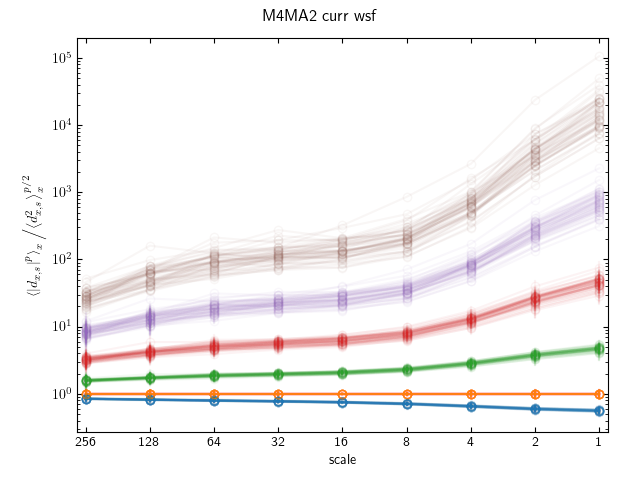 M4MA2 curr wsf
⟨|d_{x,s}|^p⟩_x / ⟨d_{x,s}^2⟩_x^{p/2}
10^5
10^4
10^3
10^2
10^1
10^0
256 128 64 32 16 8 4 2 1
scale